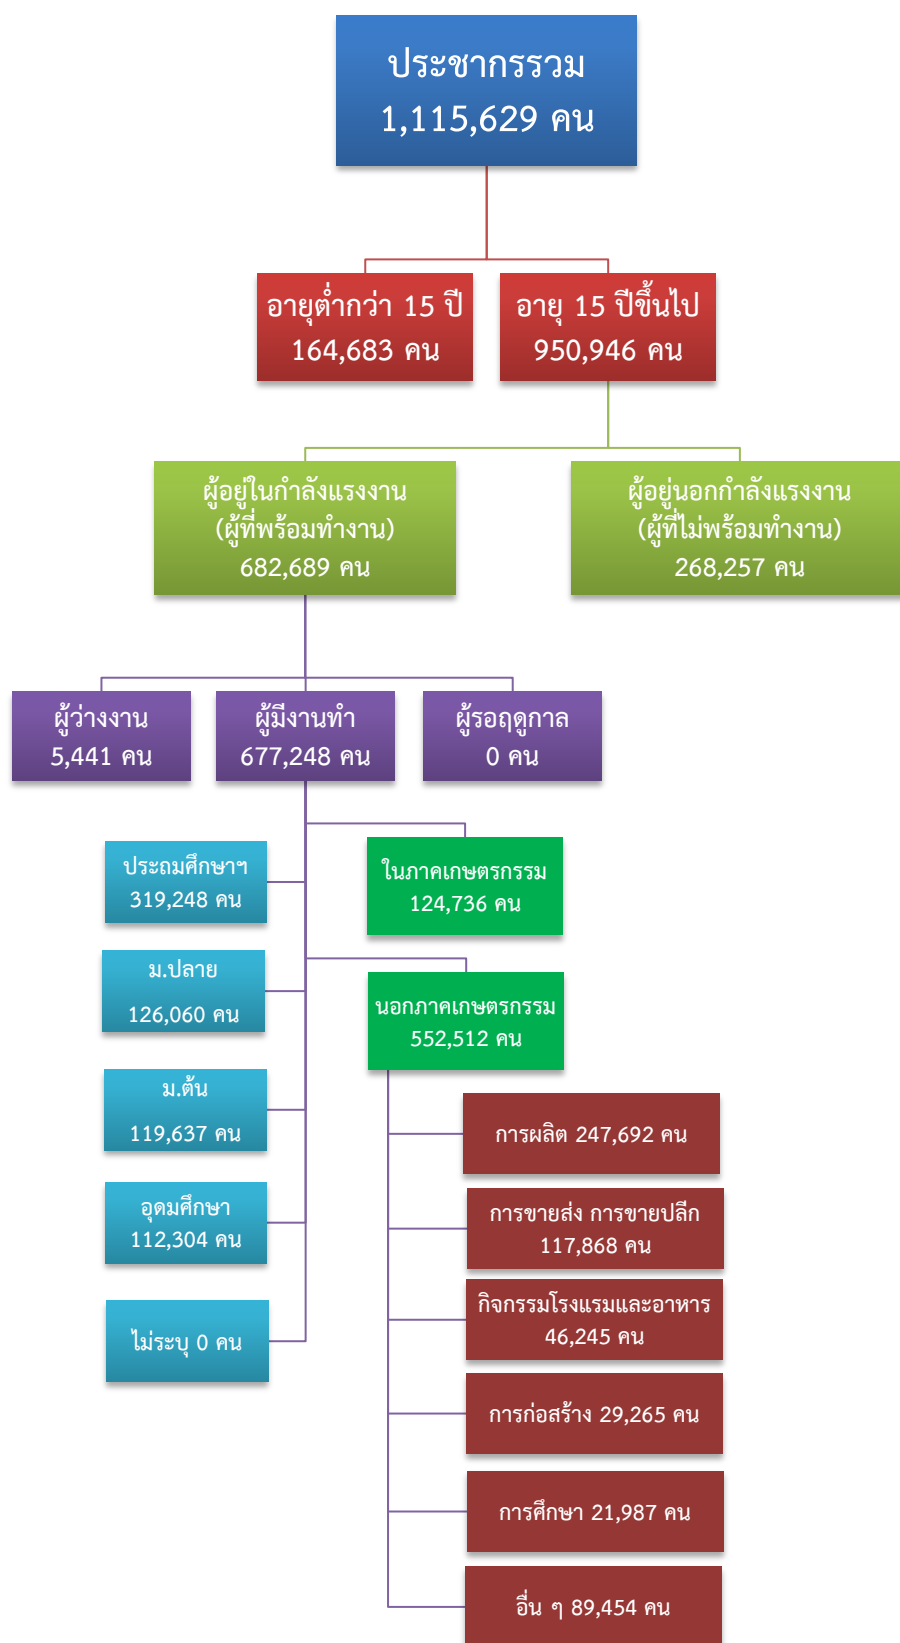 ประชากรรวม
1,115,629 คน
อายุต่ำกว่า 15 ปี
164,683 คน
อายุ 15 ปีขึ้นไป
950,946 คน
ผู้อยู่ในกำลังแรงงาน
(ผู้ที่พร้อมทำงาน)
682,689 คน
ผู้อยู่นอกกำลังแรงงาน
(ผู้ที่ไม่พร้อมทำงาน)
268,257 คน
ผู้ว่างงาน
5,441 คน
ผู้มีงานทำ
677,248 คน
ผู้รอฤดูกาล
0 คน
ประถมศึกษาฯ
319,248 คน
ม.ปลาย
126,060 คน
ม.ต้น
119,637 คน
อุดมศึกษา
112,304 คน
ไม่ระบุ 0 คน
ในภาคเกษตรกรรม
124,736 คน
นอกภาคเกษตรกรรม
552,512 คน
การผลิต 247,692 คน
การขายส่ง การขายปลีก
117,868 คน
กิจกรรมโรงแรมและอาหาร
46,245 คน
การก่อสร้าง 29,265 คน
การศึกษา 21,987 คน
อื่น ๆ 89,454 คน